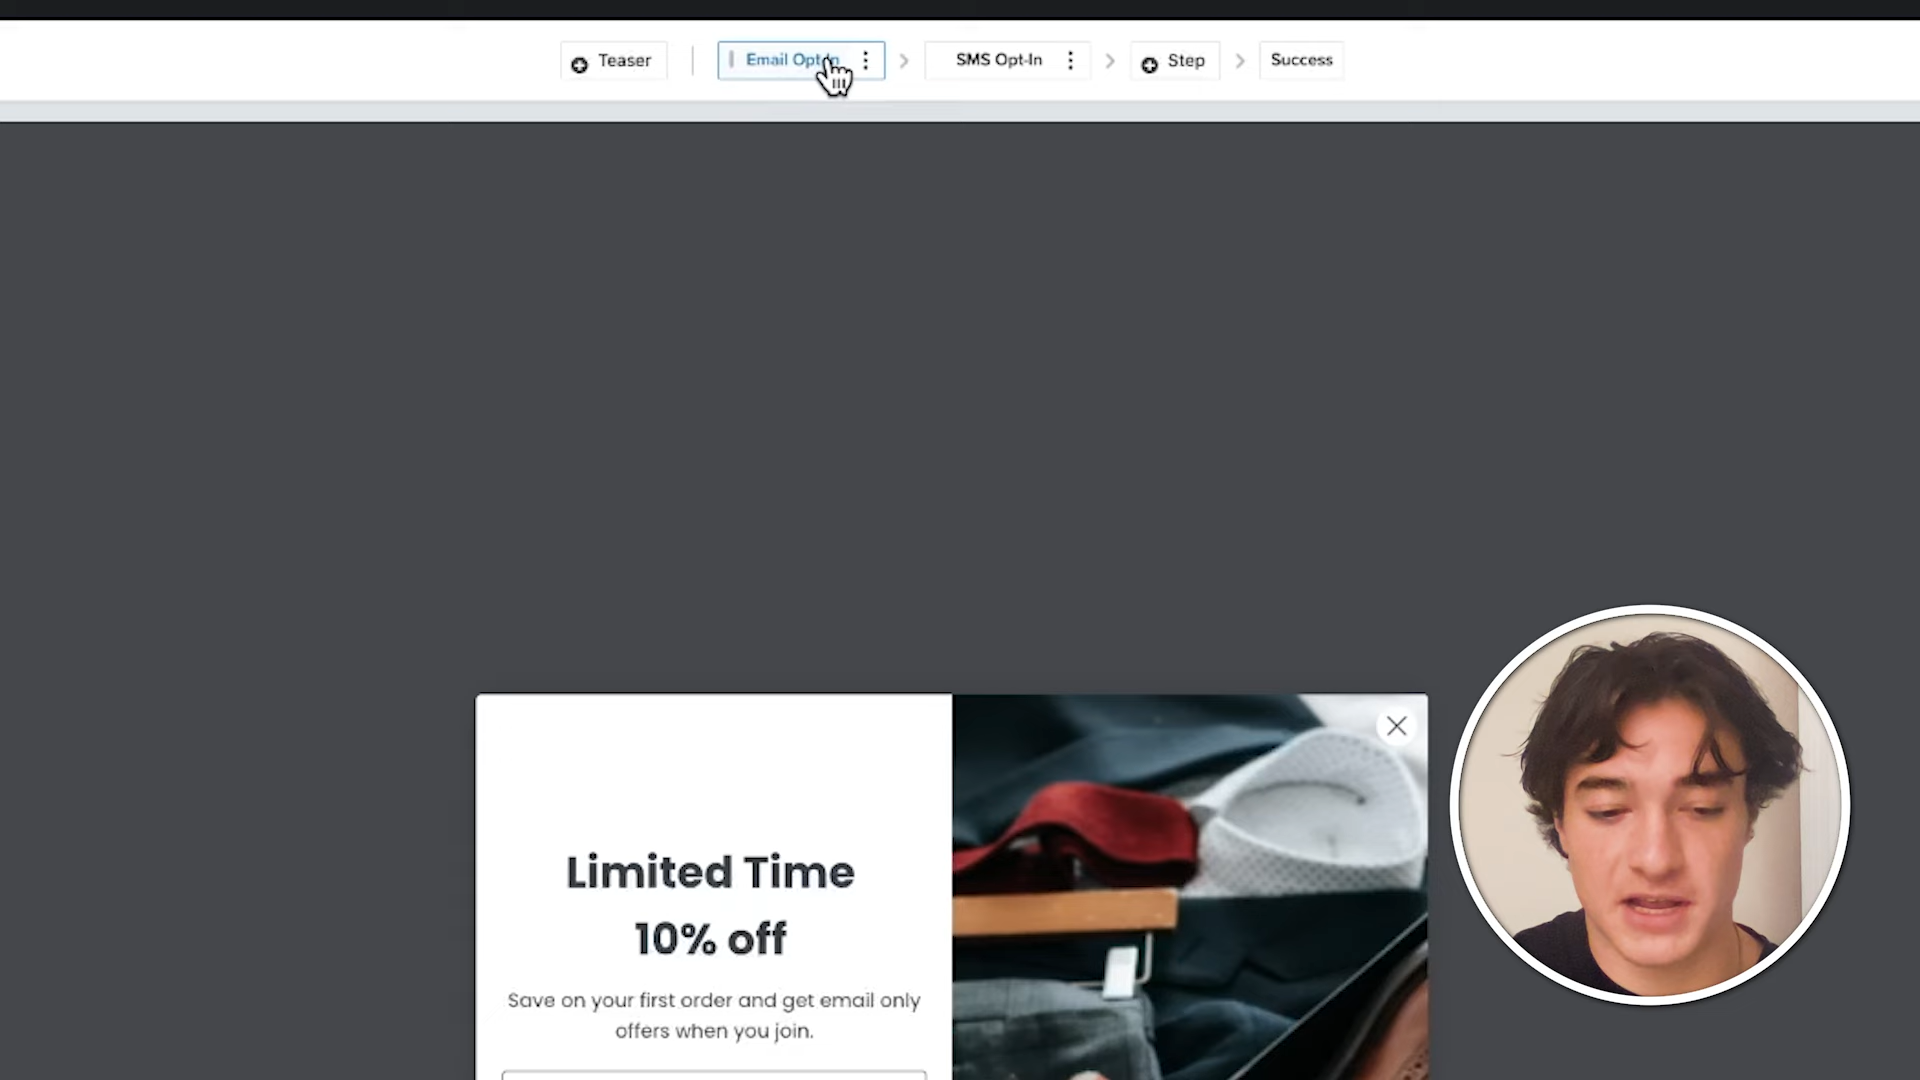 Teaser
Email Opt-In
SMS Opt-In
Step
Success
Limited Time
10% off
Save on your first order and get email only
offers when you join.